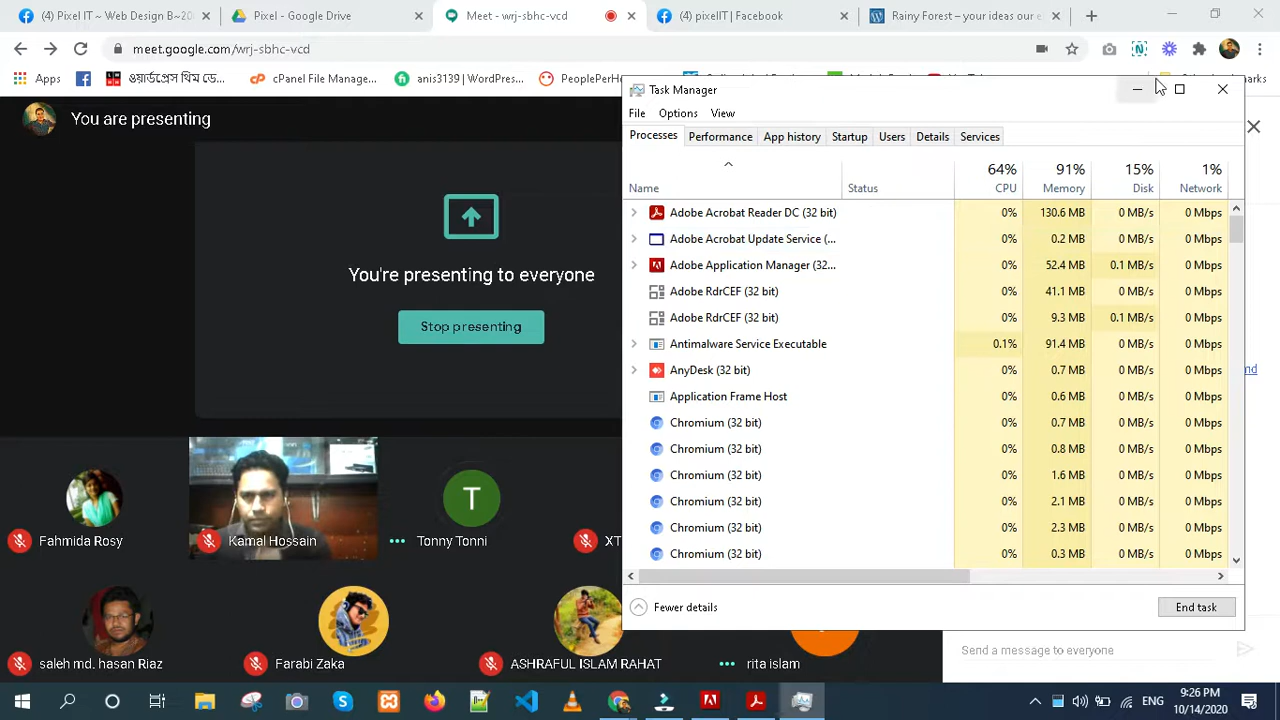 (4) Pixel IT ~ Web Design B~20
Pixel - Google Drive
Meet - wrj-sbhc-vcd
(4) pixelIT | Facebook
Rainy Forest – your ideas our e
meet.google.com/wrj-sbhc-vcd
Apps
ওয়ার্ডপ্রেস থিম ডে...
cPanel File Manage...
anis3139 | WordPres...
PeoplePerHo
You are presenting
You're presenting to everyone
Stop presenting
Fahmida Rosy
Kamal Hossain
T
Tonny Tonni
XT
saleh md. hasan Riaz
Farabi Zaka
ASHRAFUL ISLAM RAHAT
rita islam
Send a message to everyone
Task Manager
File Options View
Processes Performance App history Startup Users Details Services
64% 91% 15% 1%
Name Status CPU Memory Disk Network
Adobe Acrobat Reader DC (32 bit) 0% 130.6 MB 0 MB/s 0 Mbps
Adobe Acrobat Update Service (... 0% 0.2 MB 0 MB/s 0 Mbps
Adobe Application Manager (32... 0% 52.4 MB 0.1 MB/s 0 Mbps
Adobe RdrCEF (32 bit) 0% 41.1 MB 0 MB/s 0 Mbps
Adobe RdrCEF (32 bit) 0% 9.3 MB 0.1 MB/s 0 Mbps
Antimalware Service Executable 0.1% 91.4 MB 0 MB/s 0 Mbps
AnyDesk (32 bit) 0% 0.7 MB 0 MB/s 0 Mbps
Application Frame Host 0% 0.6 MB 0 MB/s 0 Mbps
Chromium (32 bit) 0% 0.7 MB 0 MB/s 0 Mbps
Chromium (32 bit) 0% 0.8 MB 0 MB/s 0 Mbps
Chromium (32 bit) 0% 1.6 MB 0 MB/s 0 Mbps
Chromium (32 bit) 0% 2.1 MB 0 MB/s 0 Mbps
Chromium (32 bit) 0% 2.3 MB 0 MB/s 0 Mbps
Chromium (32 bit) 0% 0.3 MB 0 MB/s 0 Mbps
Fewer details
End task
ENG
9:26 PM
10/14/2020